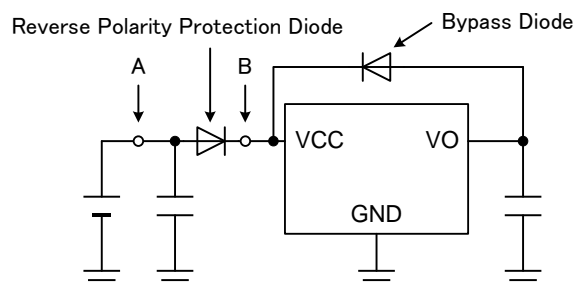 Reverse Polarity Protection Diode
Bypass Diode
A
B
VCC
VO
GND